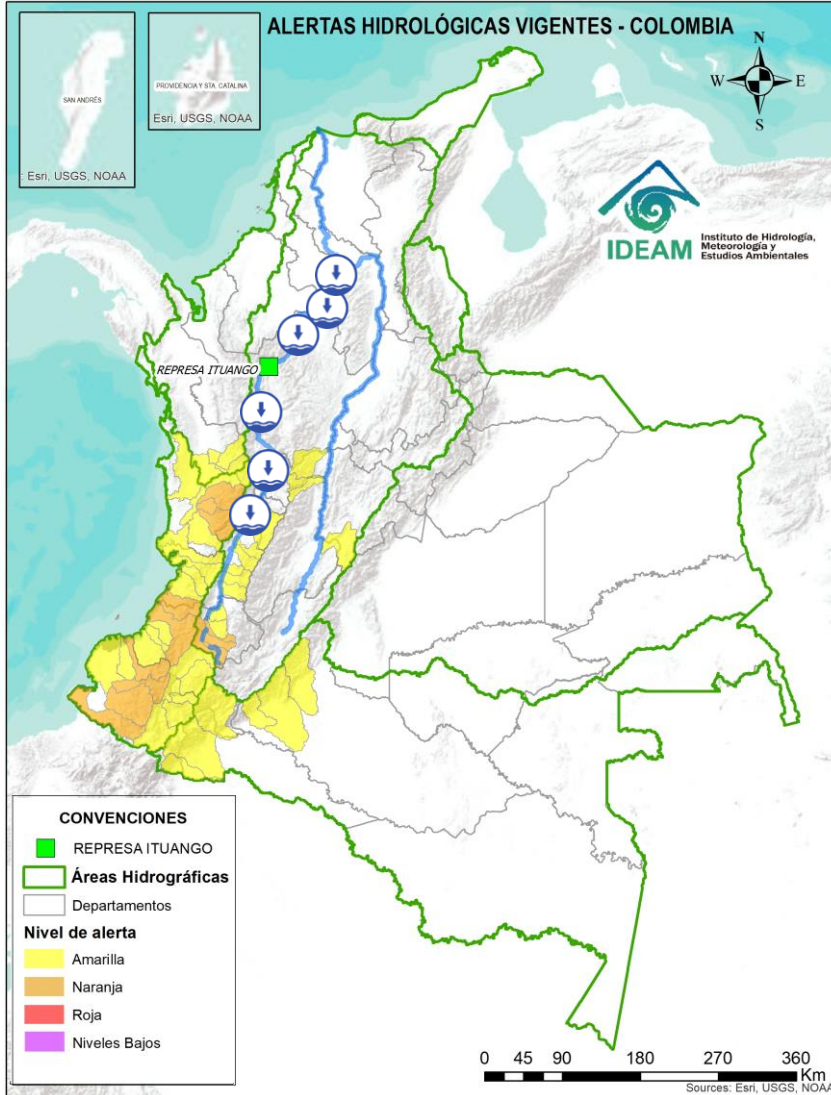 ALERTAS HIDROLÓGICAS VIGENTES - COLOMBIA
SAN ANDRÉS
: Esri, USGS, NOAA
PROVIDENCIA Y STA. CATALINA
Esri, USGS, NOAA
N
W
E
S
IDEAM
Instituto de Hidrología,
Meteorología y
Estudios Ambientales
REPRESA ITUANGO
CONVENCIONES
REPRESA ITUANGO
Áreas Hidrográficas
Departamentos
Nivel de alerta
Amarilla
Naranja
Roja
Niveles Bajos
0 45 90 180 270 360
Km
Sources: Esri, USGS, NOAA